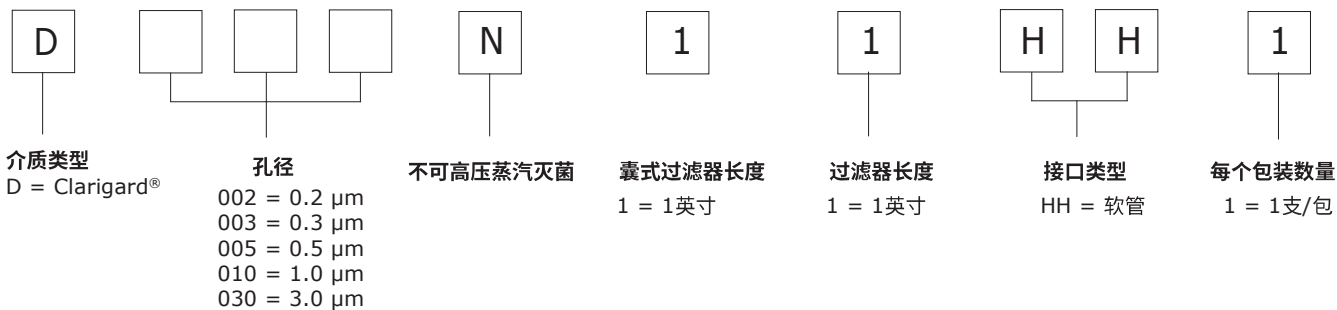 D N 1 1 H H 1
介质类型
D = Clarigard®
孔径
002 = 0.2 µm
003 = 0.3 µm
005 = 0.5 µm
010 = 1.0 µm
030 = 3.0 µm
不可高压蒸汽灭菌
囊式过滤器长度
1 = 1英寸
过滤器长度
1 = 1英寸
接口类型
HH = 软管
每个包装数量
1 = 1支/包